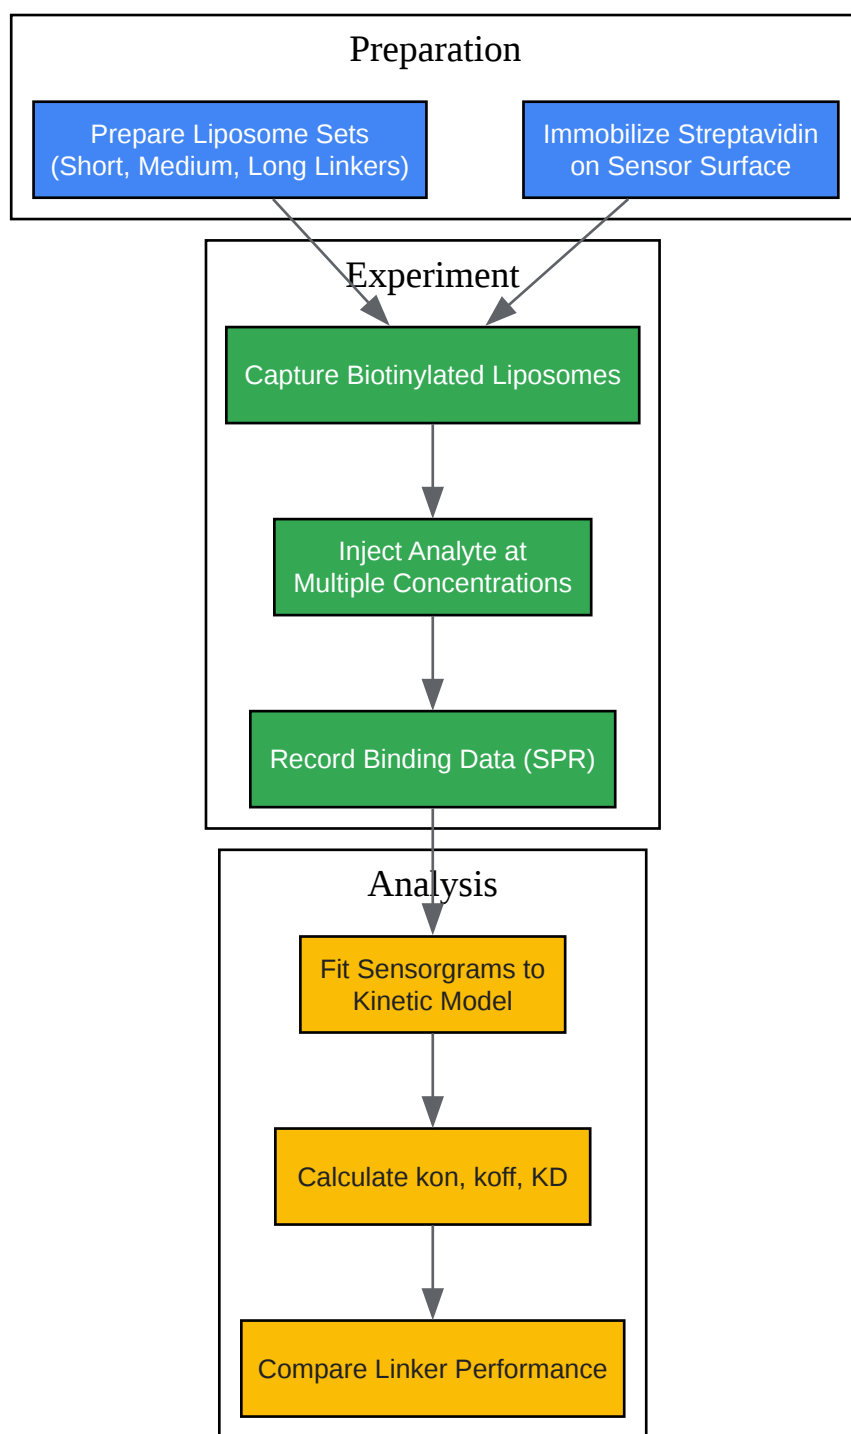 Preparation
Prepare Liposome Sets
(Short, Medium, Long Linkers)
Immobilize Streptavidin
on Sensor Surface
Experiment
Capture Biotinylated Liposomes
Inject Analyte at
Multiple Concentrations
Record Binding Data (SPR)
Analysis
Fit Sensorgrams to
Kinetic Model
Calculate kon, koff, KD
Compare Linker Performance